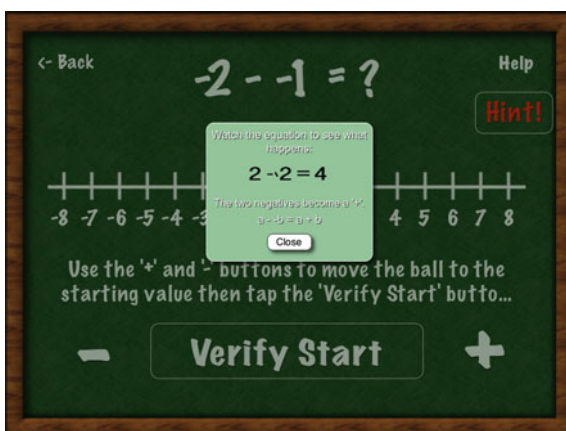 <- Back
-2 - -1 = ?
Help
Hint!
Watch the equation to see what
happens:
2 - -2 = 4
The two negatives become a '+'.
a - -b = a + b
Close
-8 -7 -6 -5 -4 -3 4 5 6 7 8
Use the '+' and '-' buttons to move the ball to the
starting value then tap the 'Verify Start' butto...
- Verify Start +